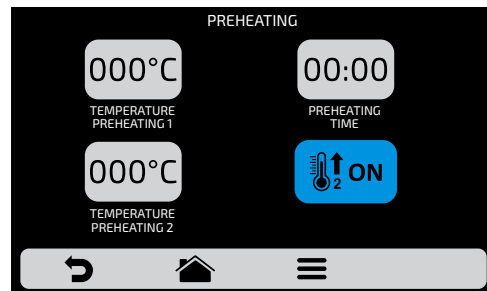 PREHEATING
000°C
00:00
TEMPERATURE
PREHEATING 1
PREHEATING
TIME
000°C
2 ON
TEMPERATURE
PREHEATING 2